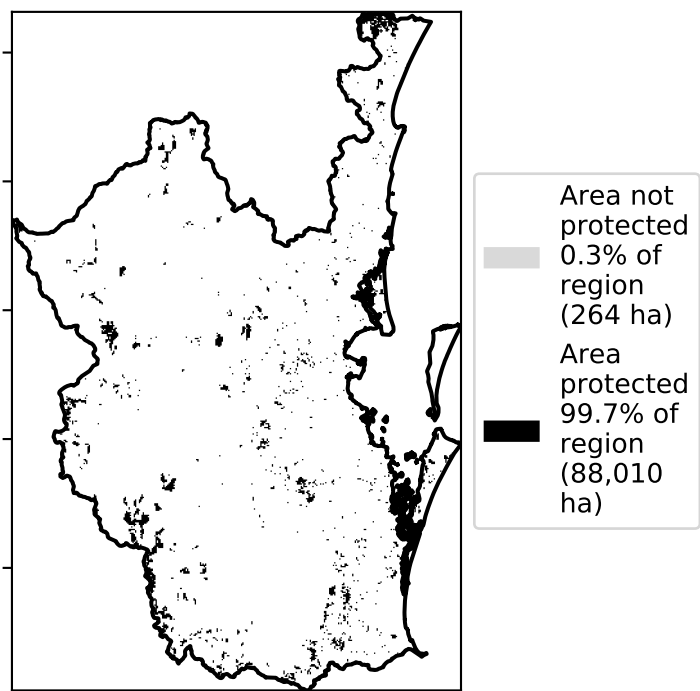 Area not
protected
0.3% of
region
(264 ha)
Area
protected
99.7% of
region
(88,010
ha)